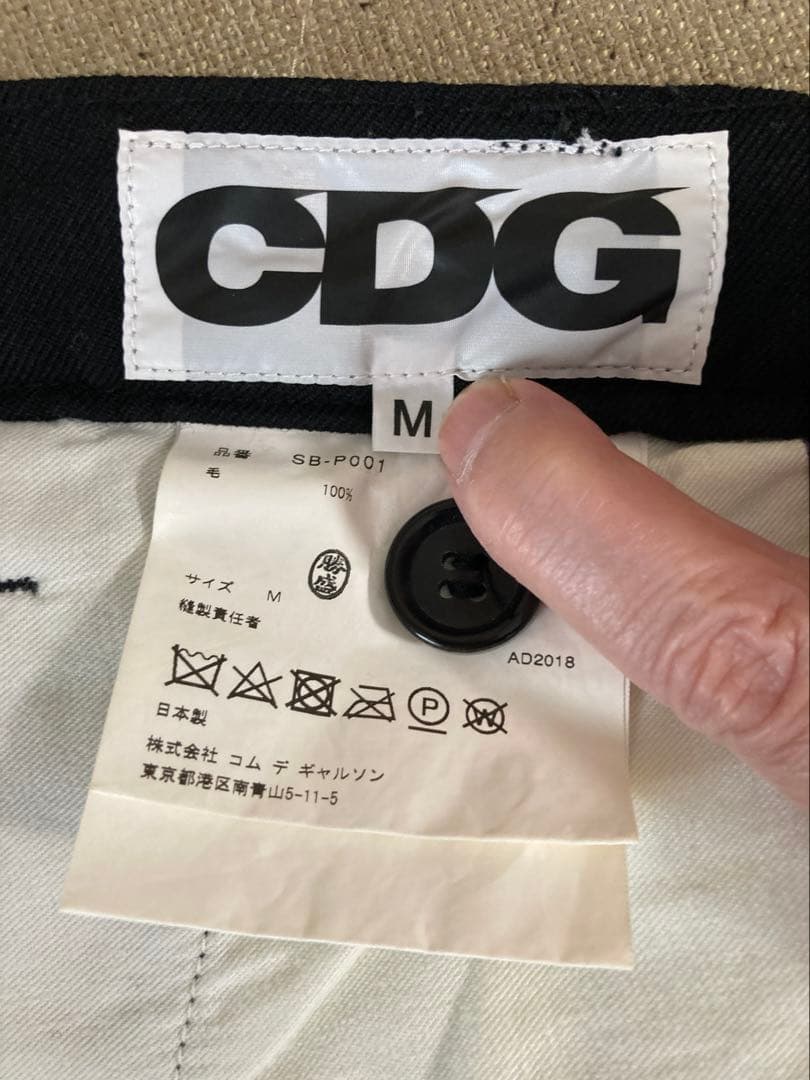 CDG
M
品番 SB-P001
毛 100%
サイズ M
勝盛
縫製責任者
AD2018
P
W
日本製
株式会社 コム デ ギャルソン
東京都港区南青山5-11-5